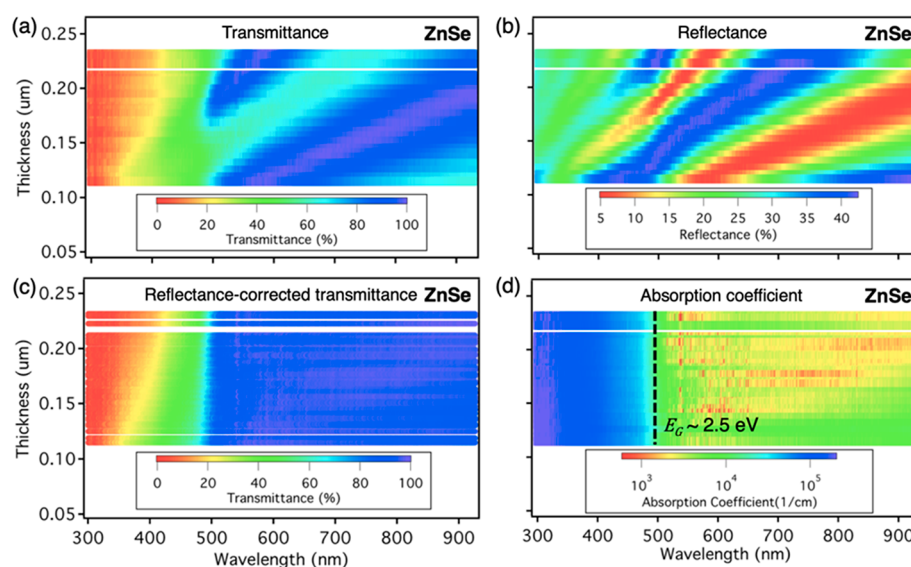 (a)
Transmittance
ZnSe
0.25
0.20
0.15
0.10
0.05
Thickness (um)
0 20 40 60 80 100
Transmittance (%)
(b)
Reflectance
ZnSe
5 10 20 30 40
Reflectance (%)
(c)
Reflectance-corrected transmittance
ZnSe
0.25
0.20
0.15
0.10
0.05
Thickness (um)
0 20 40 60 80 100
Transmittance (%)
300 400 500 600 700 800 900
Wavelength (nm)
(d)
Absorption coefficient
ZnSe
E_G ~ 2.5 eV
10³ 10⁴ 10⁵
Absorption Coefficient(1/cm)
300 400 500 600 700 800 900
Wavelength (nm)